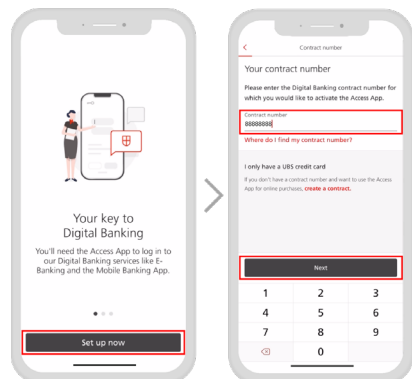 Your key to
Digital Banking
You'll need the Access App to log in to
our Digital Banking services like E-
Banking and the Mobile Banking App.
Set up now
Contract number
Your contract number
Please enter the Digital Banking contract number for
which you would like to activate the Access App.
Contract number
88888888
Where do I find my contract number?
I only have a UBS credit card
If you don't have a contract number and want to use the Access
App for online purchases, create a contract.
Next
1 2 3
4 5 6
7 8 9
0